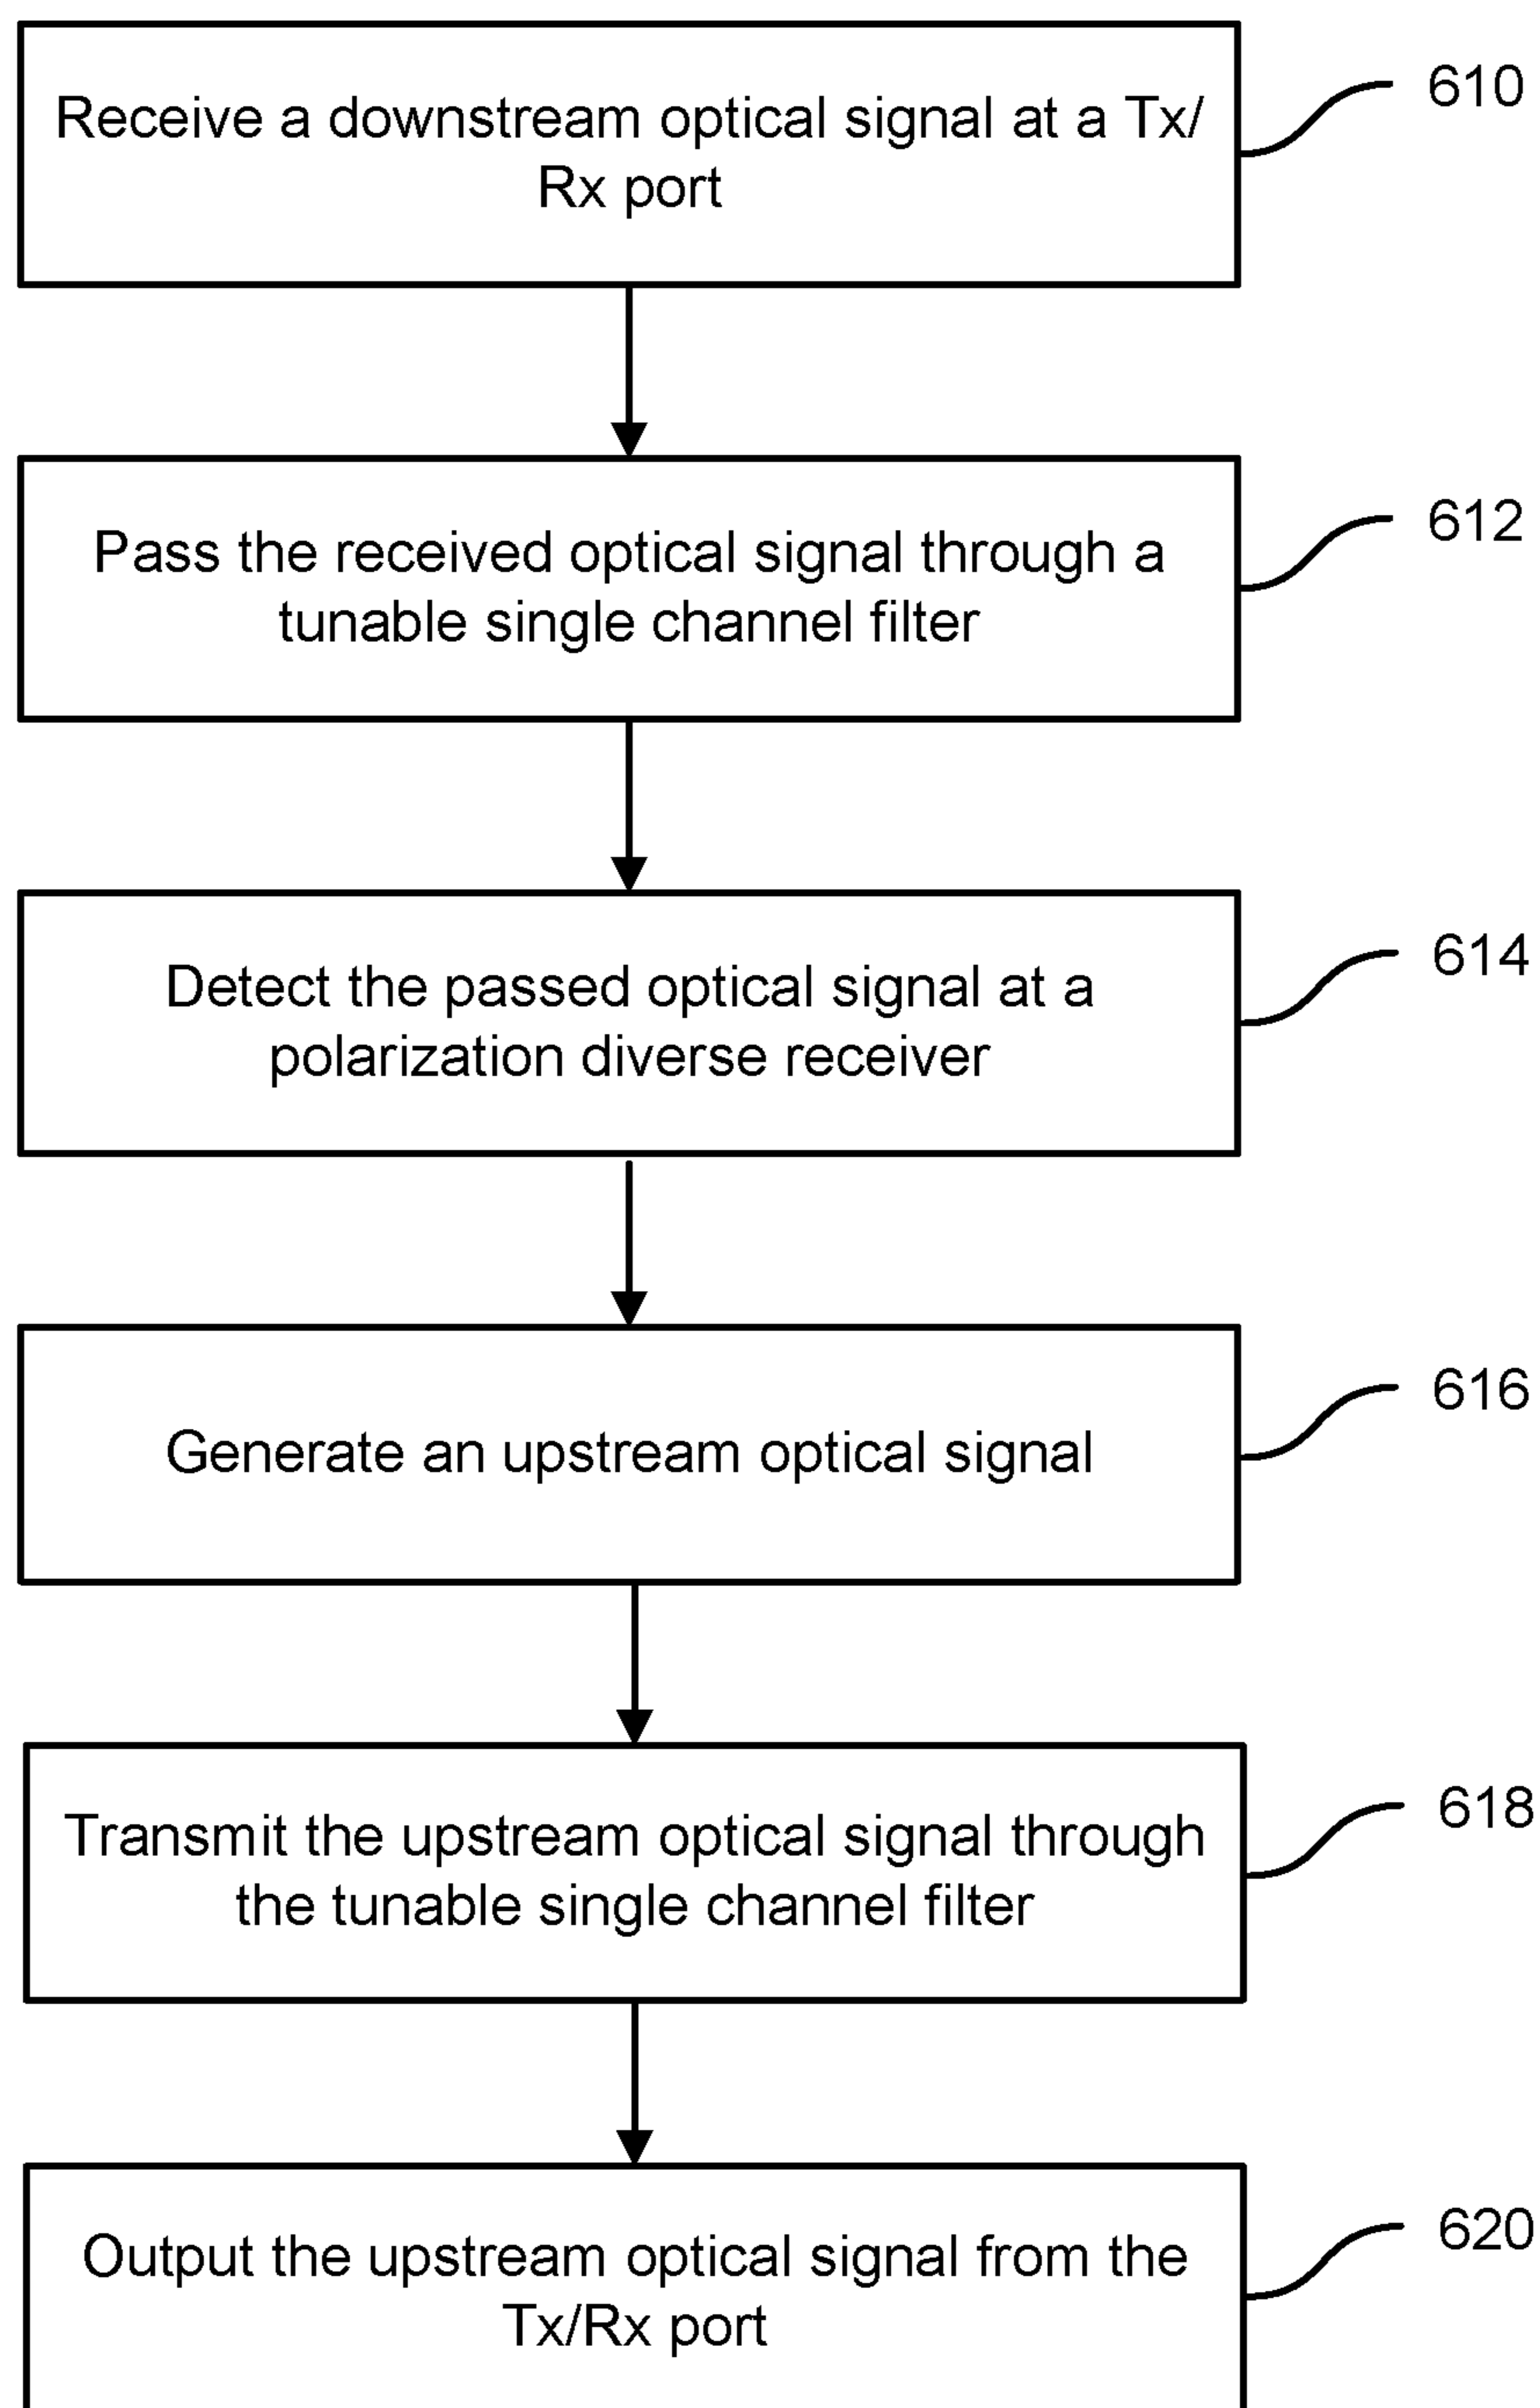 Receive a downstream optical signal at a Tx/
Rx port
610
Pass the received optical signal through a
tunable single channel filter
612
Detect the passed optical signal at a
polarization diverse receiver
614
Generate an upstream optical signal
616
Transmit the upstream optical signal through
the tunable single channel filter
618
Output the upstream optical signal from the
Tx/Rx port
620